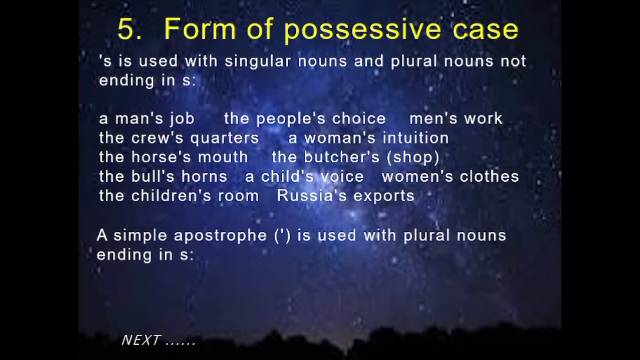 5. Form of possessive case
's is used with singular nouns and plural nouns not
ending in s:
a man's job the people's choice men's work
the crew's quarters a woman's intuition
the horse's mouth the butcher's (shop)
the bull's horns a child's voice women's clothes
the children's room Russia's exports
A simple apostrophe (') is used with plural nouns
ending in s:
NEXT ......